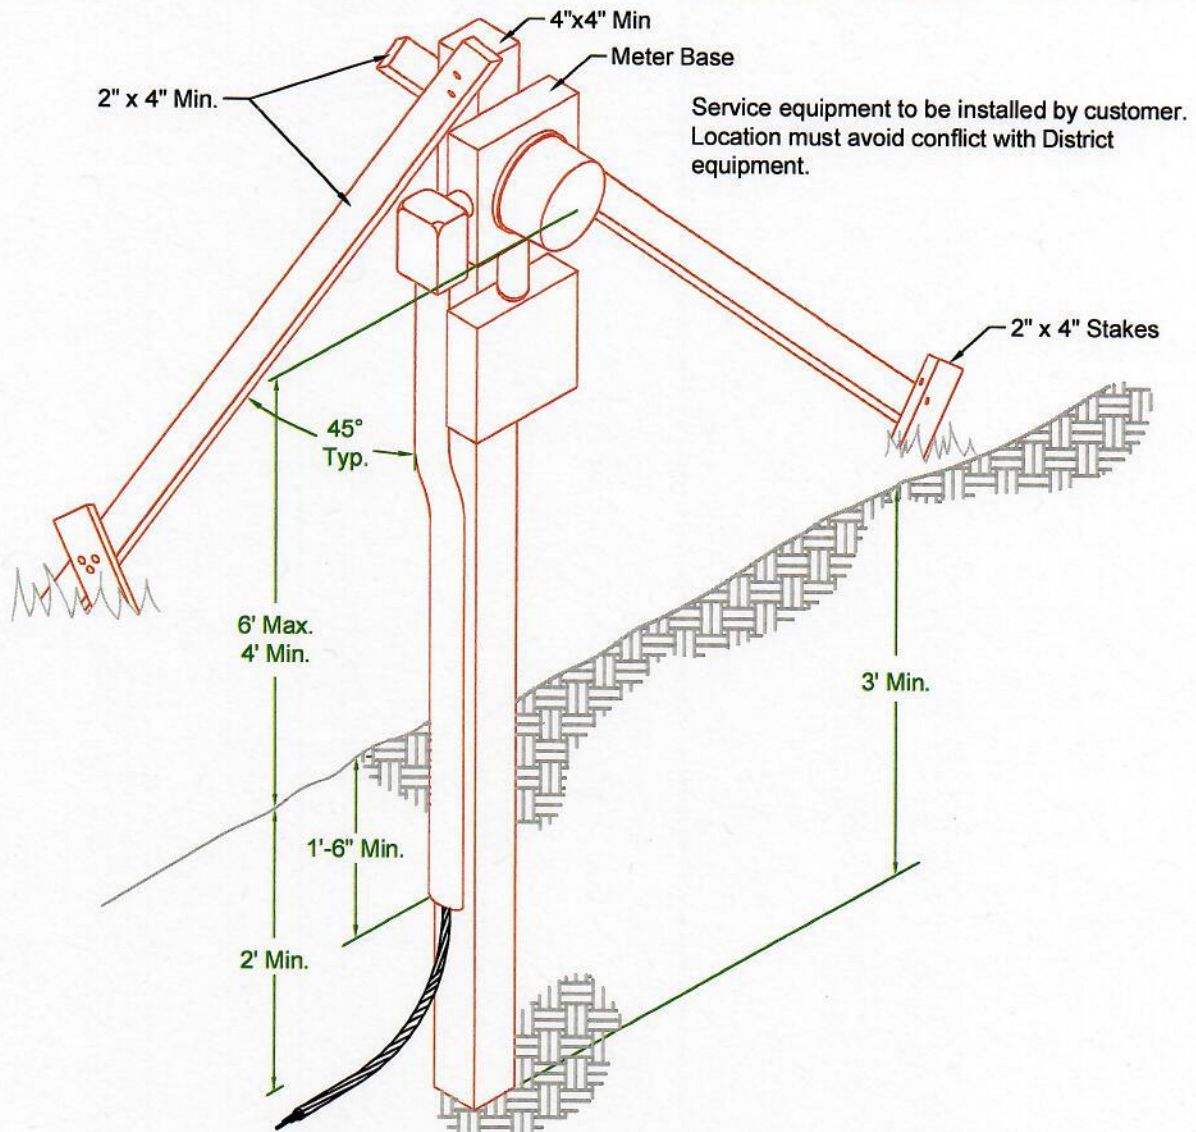 4"x4" Min
Meter Base
2" x 4" Min.
Service equipment to be installed by customer.
Location must avoid conflict with District
equipment.
2" x 4" Stakes
45°
Typ.
6' Max.
4' Min.
3' Min.
1'-6" Min.
2' Min.